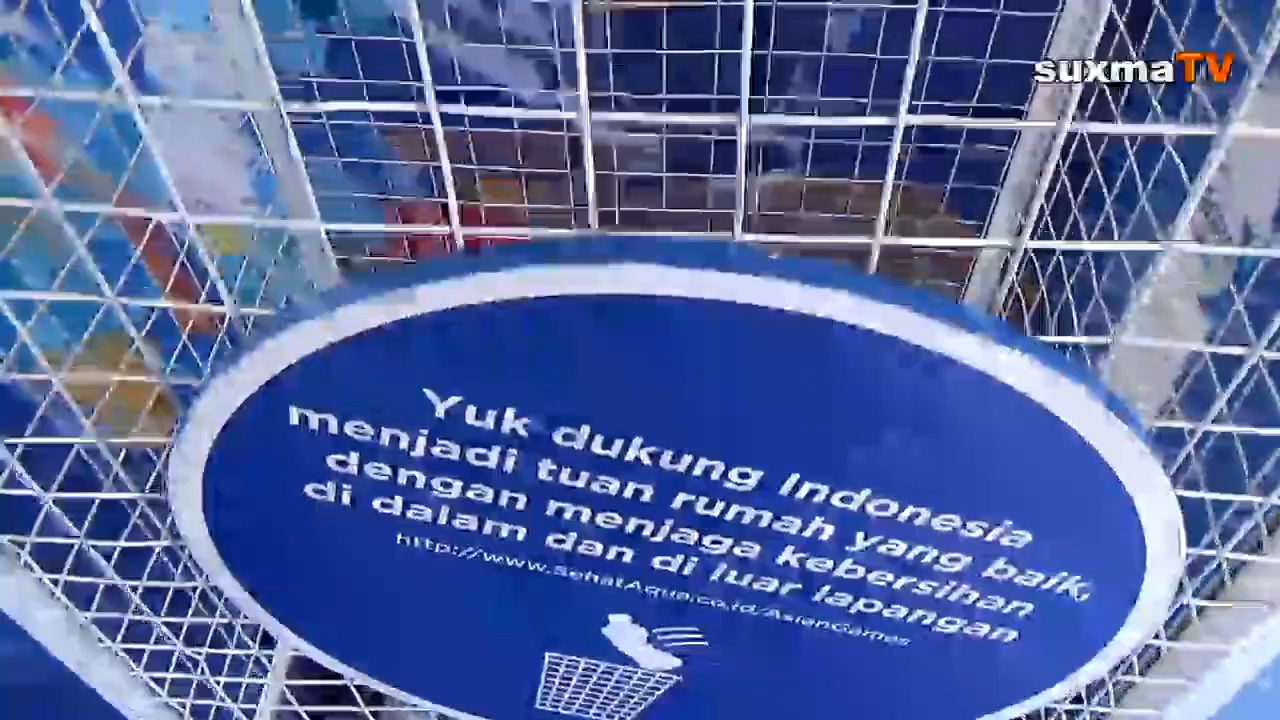 suxmaTV
Yuk dukung Indonesia
menjadi tuan rumah yang baik,
dengan menjaga kebersihan
di dalam dan di luar lapangan
http://www.SehatAqua.co.id/AsianGames